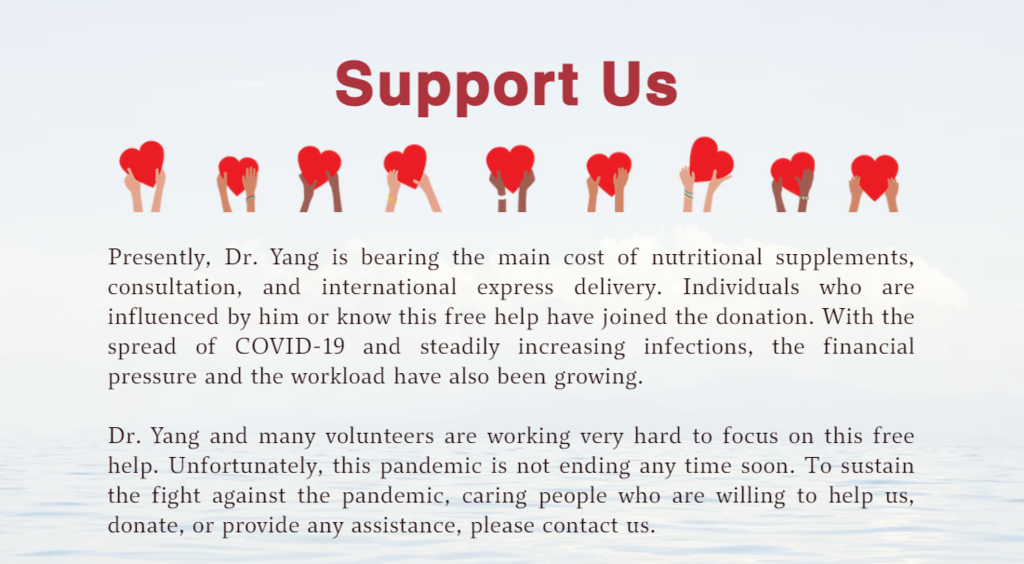 Support Us
Presently, Dr. Yang is bearing the main cost of nutritional supplements,
consultation, and international express delivery. Individuals who are
influenced by him or know this free help have joined the donation. With the
spread of COVID-19 and steadily increasing infections, the financial
pressure and the workload have also been growing.
Dr. Yang and many volunteers are working very hard to focus on this free
help. Unfortunately, this pandemic is not ending any time soon. To sustain
the fight against the pandemic, caring people who are willing to help us,
donate, or provide any assistance, please contact us.